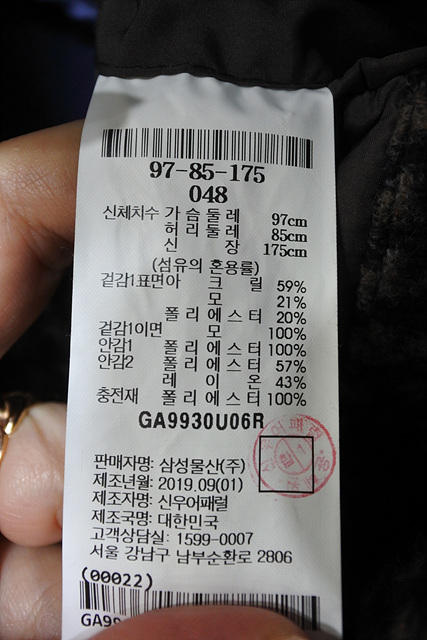 97-85-175
048
신체치수 가 슴 둘 레 97cm
허 리 둘 레 85cm
신 장 175cm
(섬유의 혼용률)
겉감1표면아 크 릴 59%
모 21%
폴 리 에 스 터 20%
겉감1이면 모 100%
안감1 폴 리 에 스 터 100%
안감2 폴 리 에 스 터 57%
레 이 온 43%
충전재 폴 리 에 스 터 100%
GA9930U06R
판매자명: 삼성물산(주)
제조년월: 2019.09(01)
제조자명: 신우어패럴
제조국명: 대한민국
고객상담실: 1599-0007
서울 강남구 남부순환로 2806
(00022)
GA99